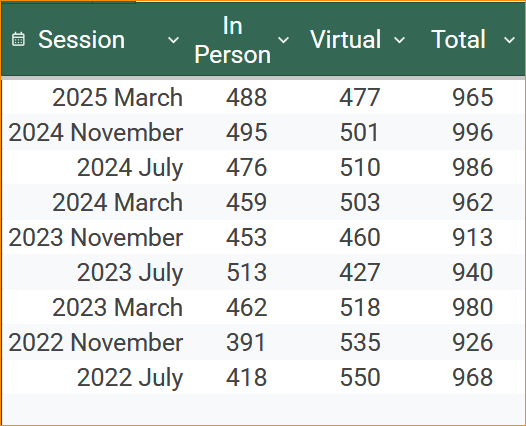 Session In Person Virtual Total
2025 March 488 477 965
2024 November 495 501 996
2024 July 476 510 986
2024 March 459 503 962
2023 November 453 460 913
2023 July 513 427 940
2023 March 462 518 980
2022 November 391 535 926
2022 July 418 550 968